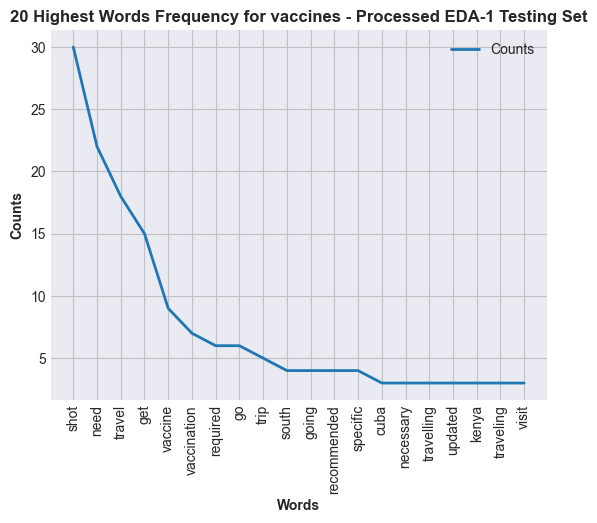 20 Highest Words Frequency for vaccines - Processed EDA-1 Testing Set
Counts
30
25
20
15
10
5
Counts
shot
need
travel
get
vaccine
vaccination
required
go
trip
south
going
recommended
specific
cuba
necessary
travelling
updated
kenya
traveling
visit
Words